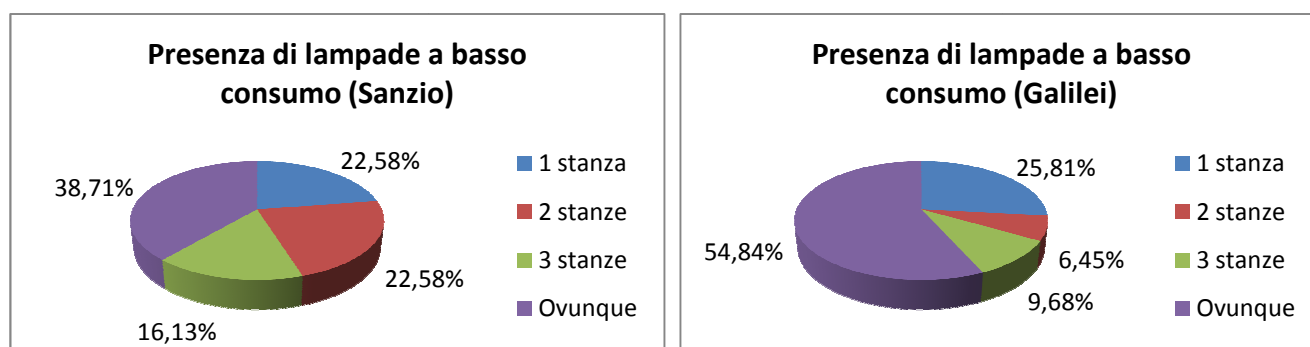 Presenza di lampade a basso
consumo (Sanzio)
22,58%
38,71%
22,58%
16,13%
1 stanza
2 stanze
3 stanze
Ovunque
Presenza di lampade a basso
consumo (Galilei)
25,81%
54,84%
6,45%
9,68%
1 stanza
2 stanze
3 stanze
Ovunque